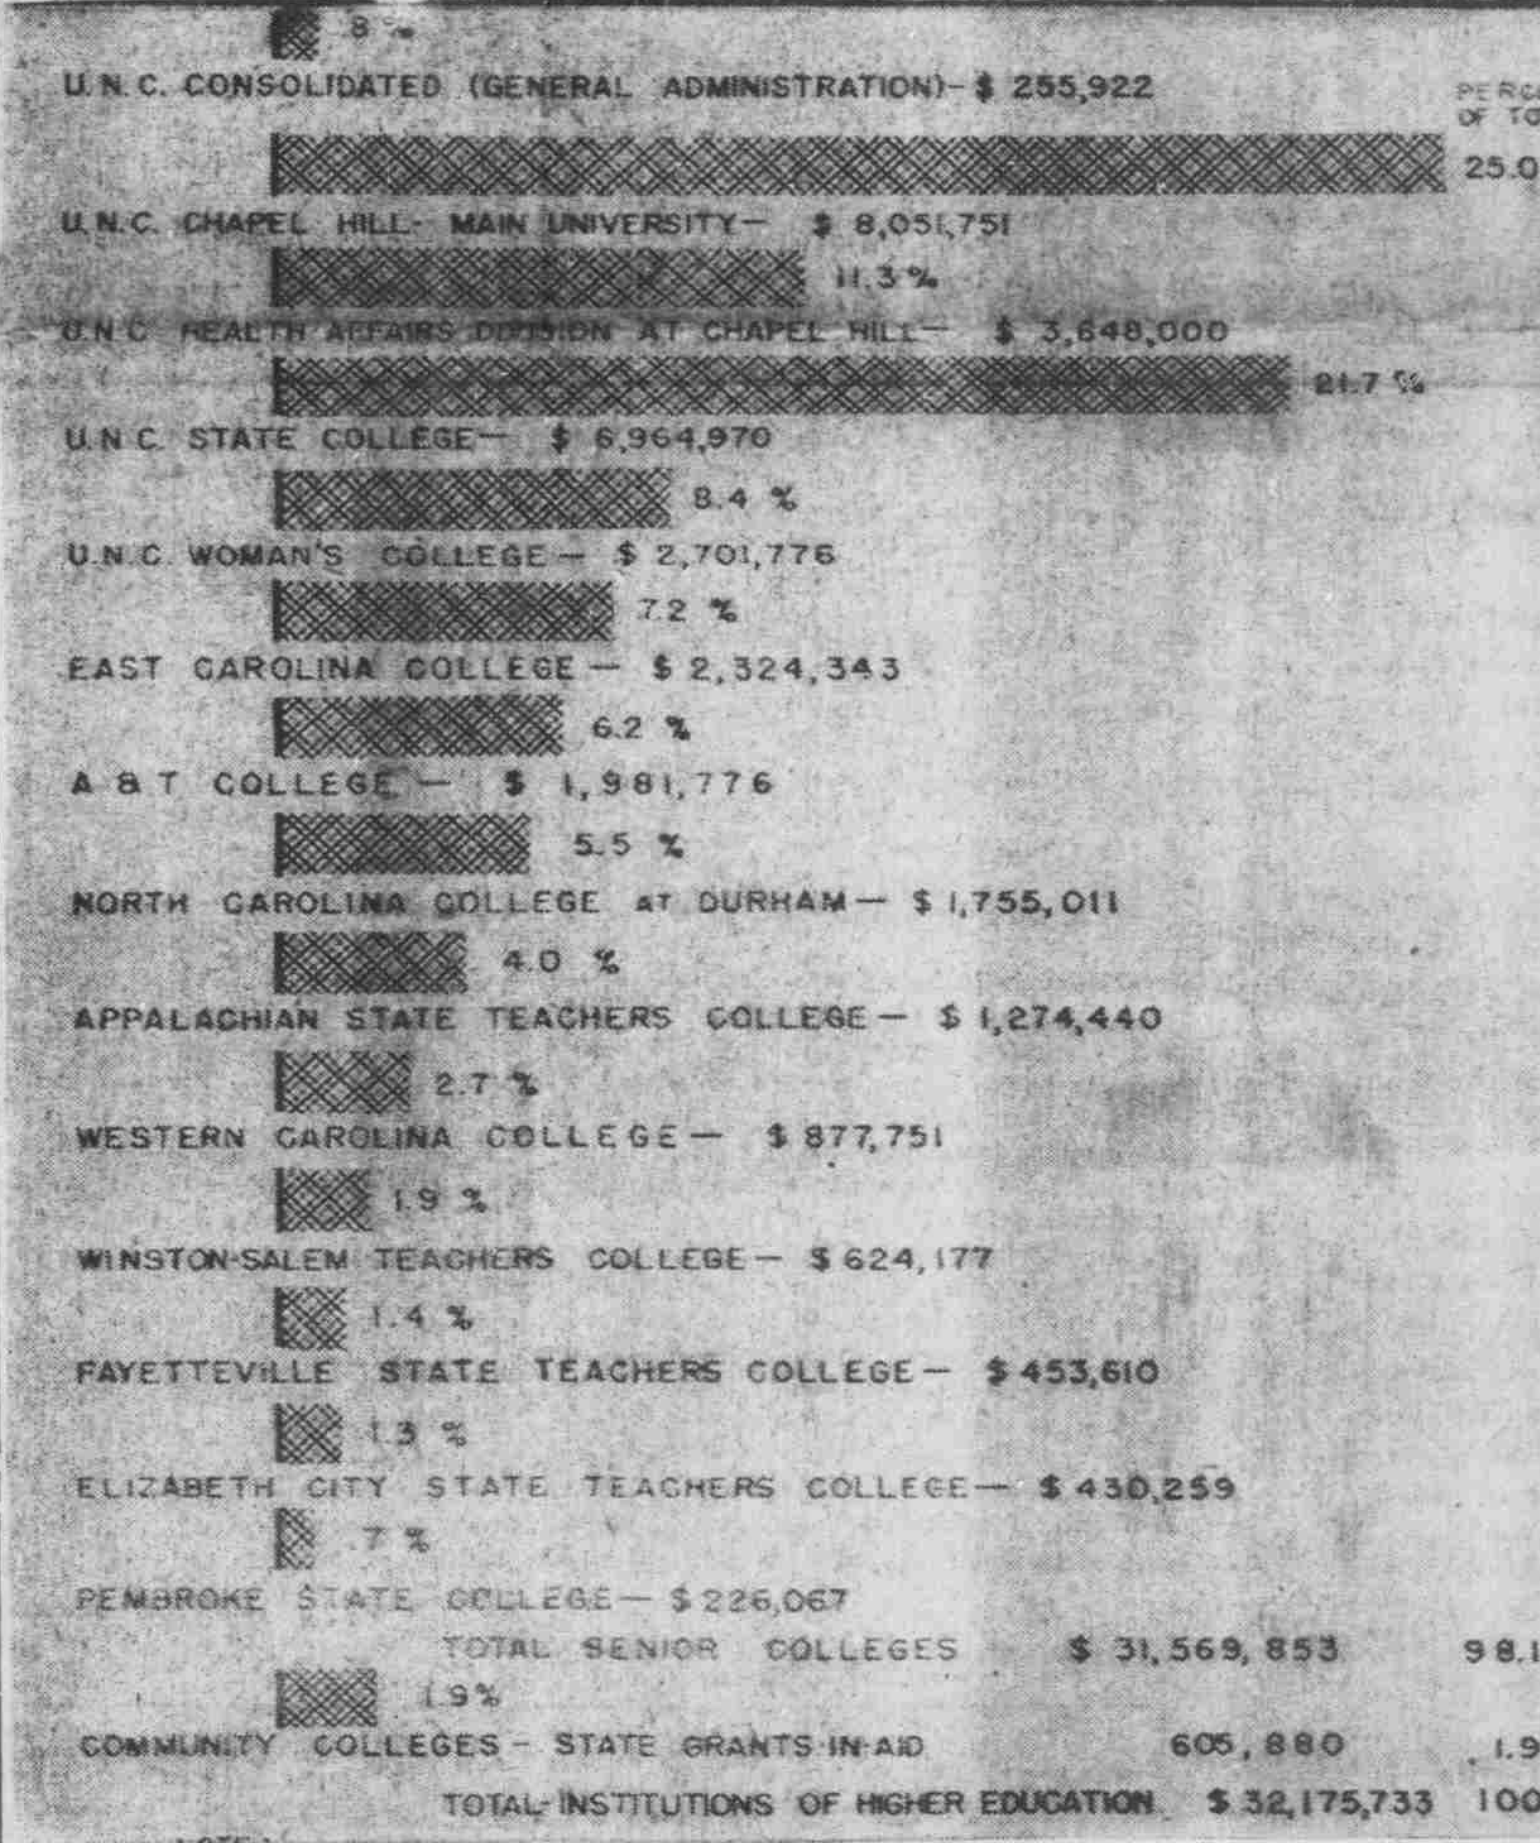 8 %
U. N. C. CONSOLIDATED (GENERAL ADMINISTRATION)- $ 255,922
OF
25.0
U. N. C. CHAPEL HILL- MAIN UNIVERSITY— $ 8,051,751
11.3 %
U. N. C HEALTH AFFAIRS DIVISION AT CHAPEL HILL— $ 3,648,000
21.7 %
U. N. C. STATE COLLEGE— $ 6,964,970
8.4 %
U. N. C. WOMAN'S COLLEGE — $ 2,701,776
7.2 %
EAST CAROLINA COLLEGE — $ 2,324,343
6.2 %
A & T COLLEGE — $ 1,981,776
5.5 %
NORTH CAROLINA COLLEGE AT DURHAM — $ 1,755,011
4.0 %
APPALACHIAN STATE TEACHERS COLLEGE — $ 1,274,440
2.7 %
WESTERN CAROLINA COLLEGE — $ 877,751
1.9 %
WINSTON-SALEM TEACHERS COLLEGE — $ 624,177
1.4 %
FAYETTEVILLE STATE TEACHERS COLLEGE — $ 453,610
1.3 %
ELIZABETH CITY STATE TEACHERS COLLEGE — $ 430,259
.7 %
PEMBROKE STATE COLLEGE — $ 226,067
TOTAL SENIOR COLLEGES $ 31,569,853 98.1
1.9%
COMMUNITY COLLEGES - STATE GRANTS-IN-AID 605,880 1.9
TOTAL-INSTITUTIONS OF HIGHER EDUCATION $ 32,175,733 100